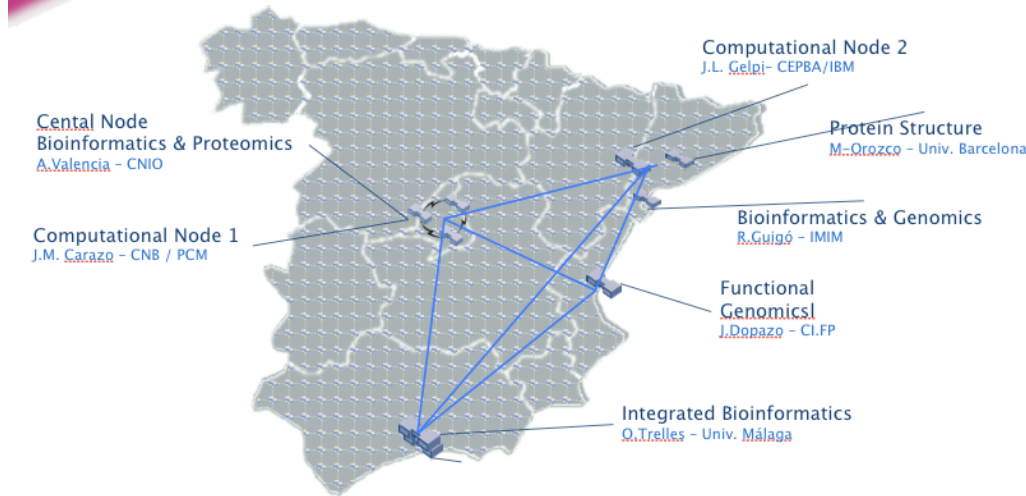 Computational Node 2
J.L. Gelpi– CEPBA/IBM
Cental Node
Bioinformatics & Proteomics
A.Valencia – CNIO
Protein Structure
M-Orozco – Univ. Barcelona
Computational Node 1
J.M. Carazo – CNB / PCM
Bioinformatics & Genomics
R.Guigó – IMIM
Functional
Genomicsl
J.Dopazo – CI.FP
Integrated Bioinformatics
O.Trelles – Univ. Málaga